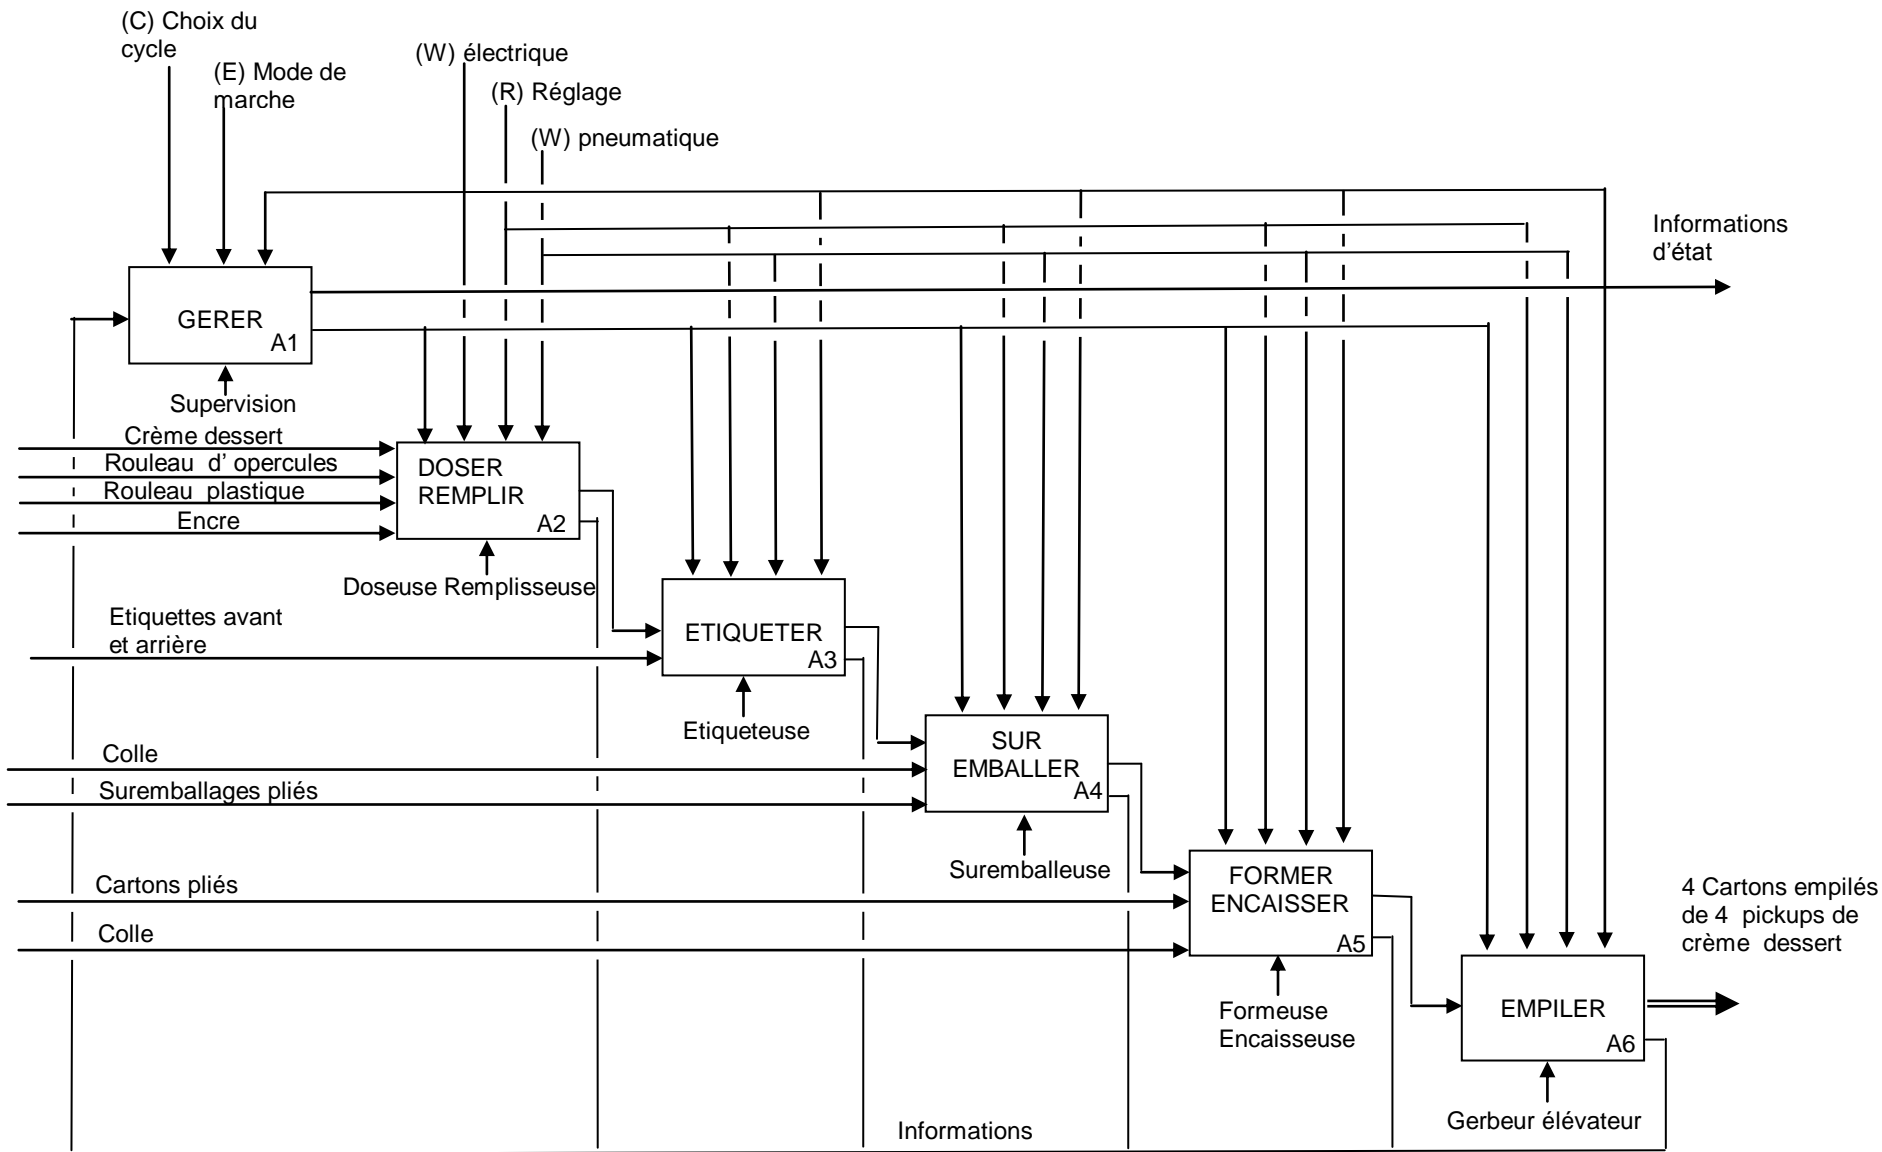 (C) Choix du
cycle
(E) Mode de
marche
(W) électrique
(R) Réglage
(W) pneumatique
Informations
d'état
GERER
A1
Supervision
Crème dessert
Rouleau d' opercules
Rouleau plastique
Encre
DOSER
REMPLIR
A2
Doseuse Remplisseuse
Etiquettes avant
et arrière
ETIQUETER
A3
Etiqueteuse
Colle
Suremballages pliés
SUR
EMBALLER
A4
Suremballeuse
Cartons pliés
Colle
FORMER
ENCAISSER
A5
Formeuse
Encaisseuse
4 Cartons empilés
de 4 pickups de
crème dessert
EMPILER
A6
Gerbeur élévateur
Informations